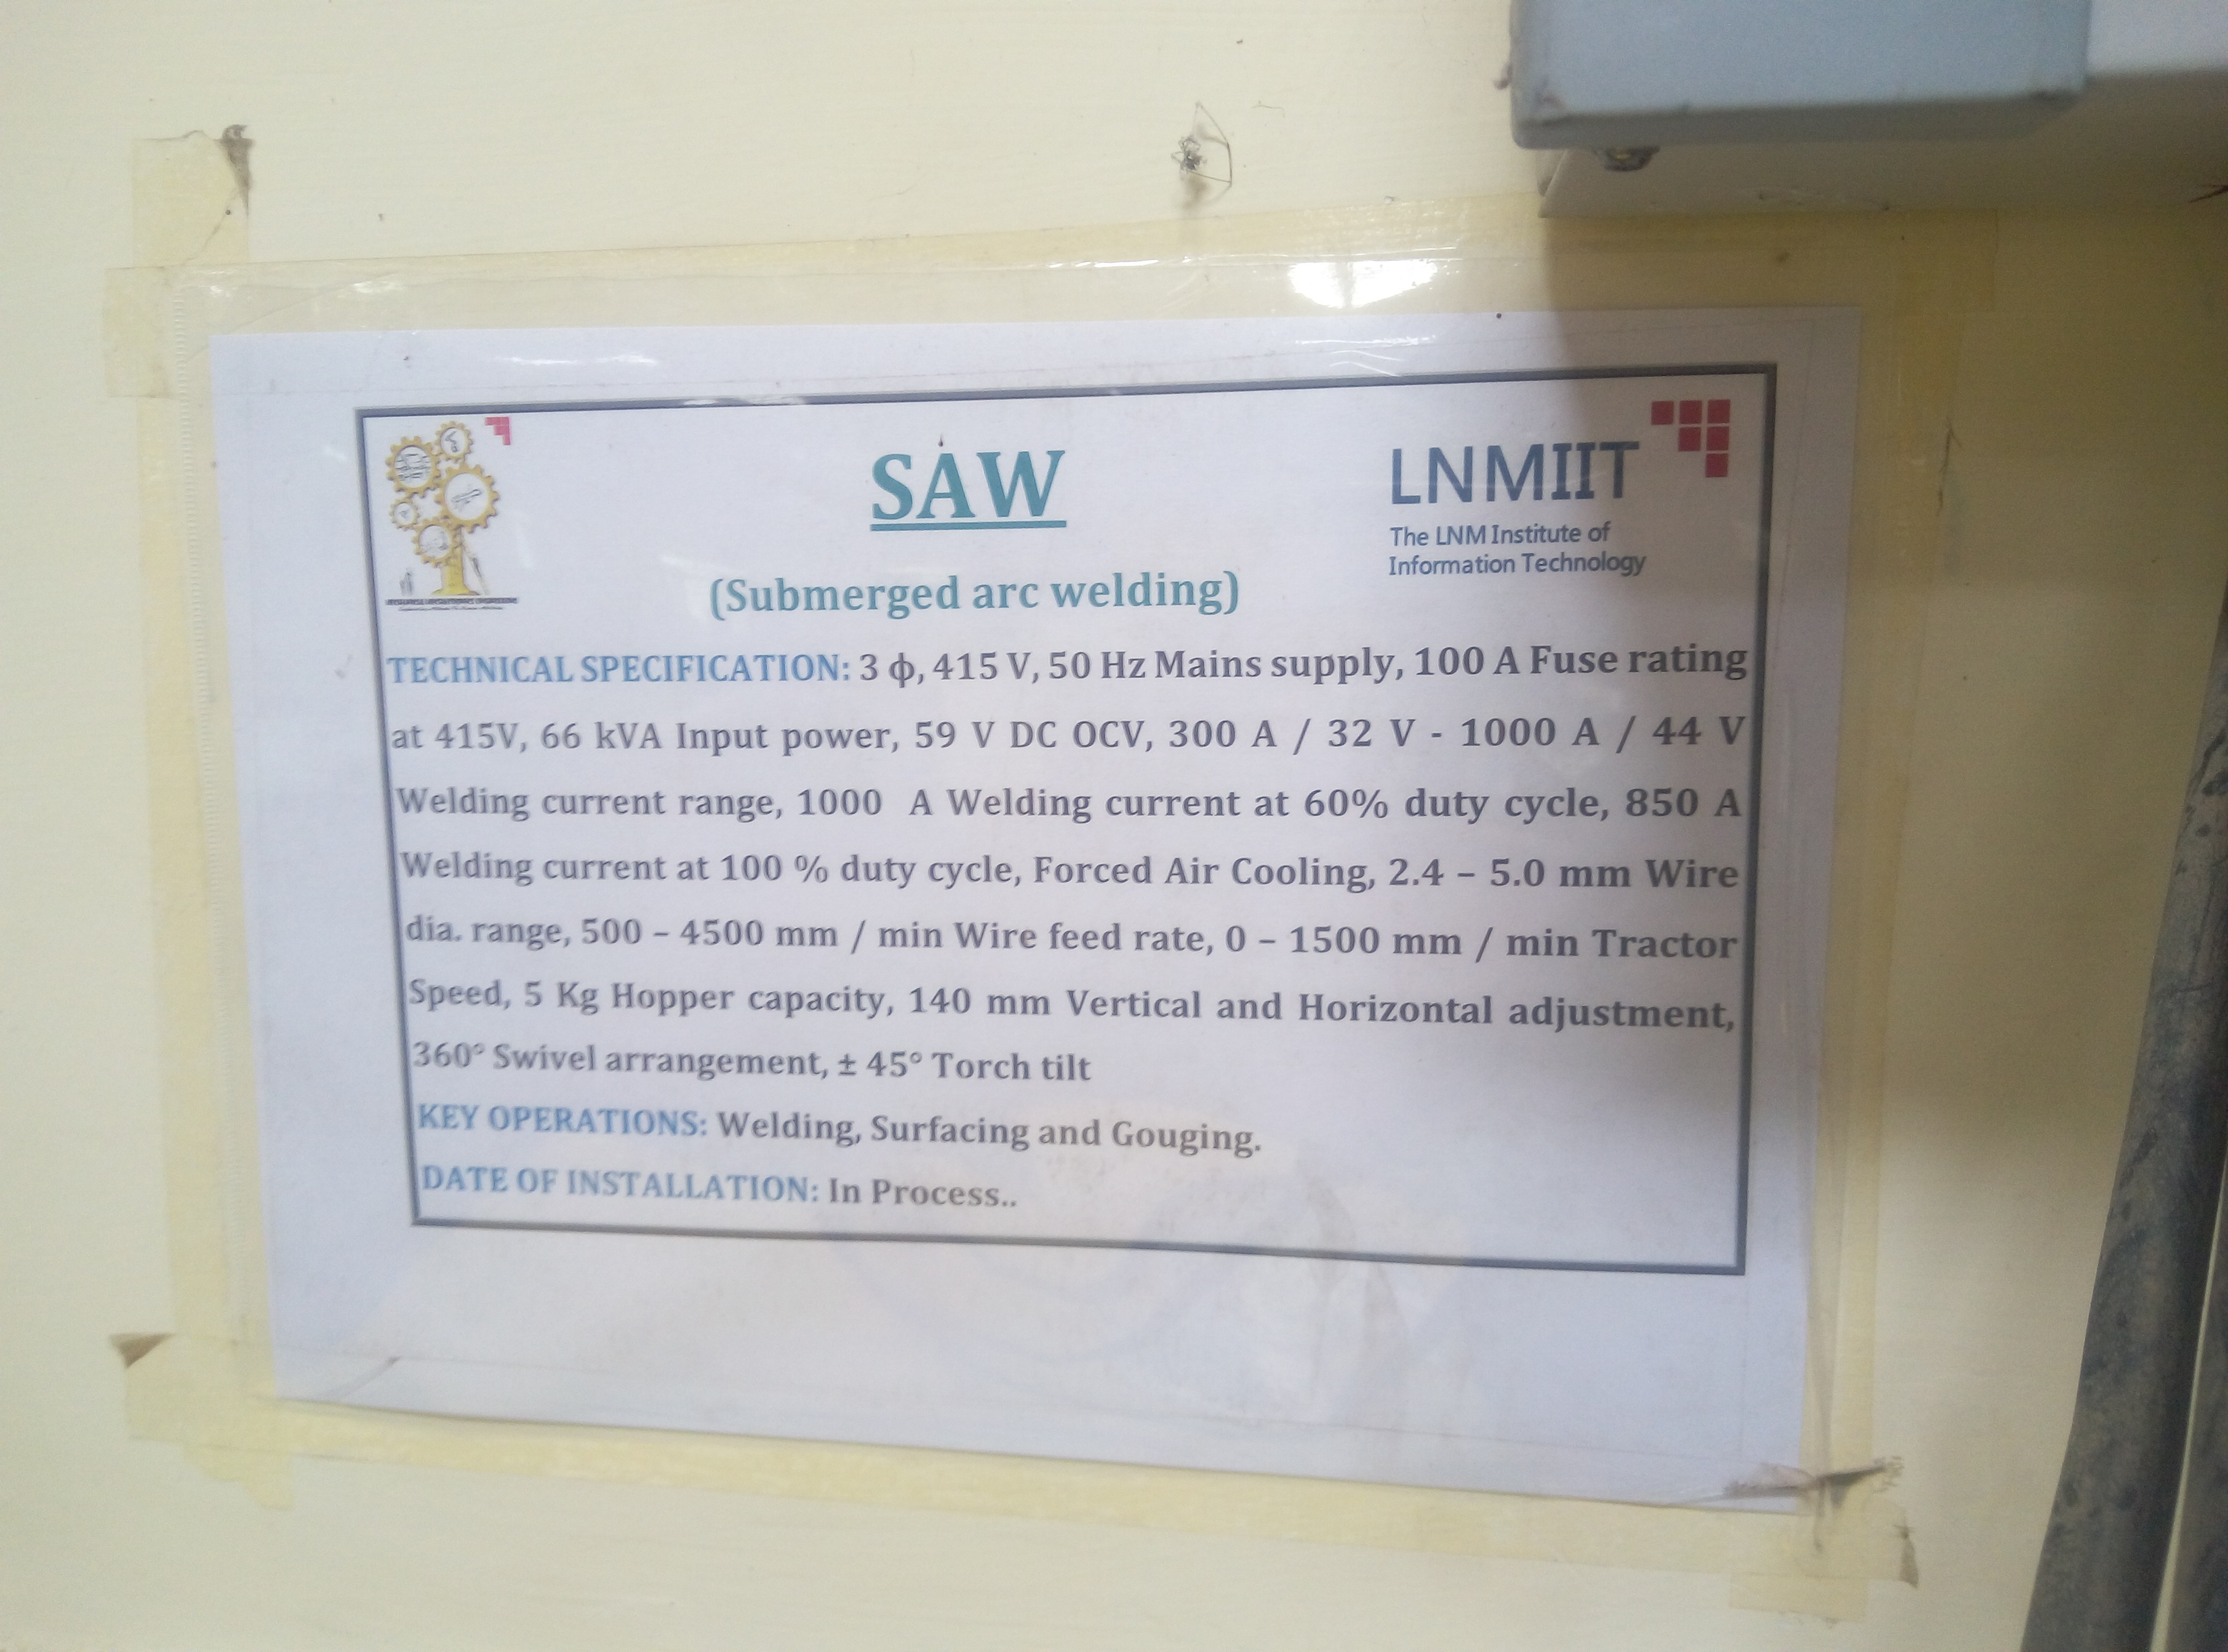 SAW
LNMIIT
The LNM Institute of
Information Technology
(Submerged arc welding)
TECHNICAL SPECIFICATION: 3 ф, 415 V, 50 Hz Mains supply, 100 A Fuse rating
at 415V, 66 kVA Input power, 59 V DC OCV, 300 A / 32 V - 1000 A / 44 V
Welding current range, 1000 A Welding current at 60% duty cycle, 850 A
Welding current at 100 % duty cycle, Forced Air Cooling, 2.4 – 5.0 mm Wire
dia. range, 500 – 4500 mm / min Wire feed rate, 0 – 1500 mm / min Tractor
Speed, 5 Kg Hopper capacity, 140 mm Vertical and Horizontal adjustment,
360° Swivel arrangement, ± 45° Torch tilt
KEY OPERATIONS: Welding, Surfacing and Gouging.
DATE OF INSTALLATION: In Process..